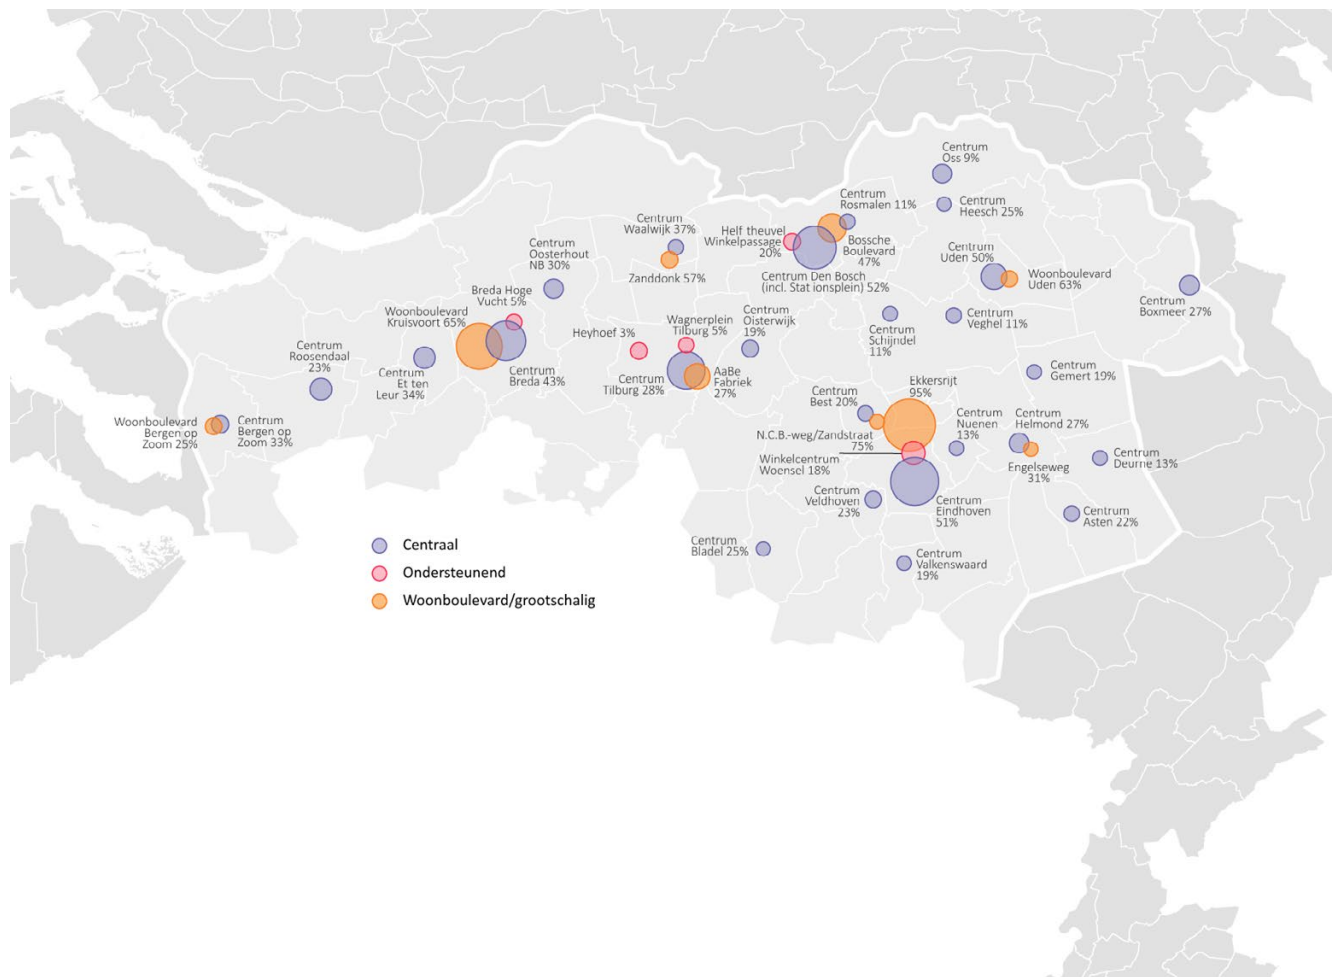 Centrum
Oss 9%
Centrum
Rosmalen 11%
Centrum
Heesch 25%
Centrum
Waalwijk 37%
Helf theuvel
Winkelpassage
20%
Bossche
Boulevard
47%
Centrum
Oosterhout
NB 30%
Centrum
Uden 50%
Woonboulevard
Uden 63%
Zanddonk 57%
Centrum Den Bosch
(incl. Stat ionsplein) 52%
Breda Hoge
Vucht 5%
Centrum
Boxmeer 27%
Woonboulevard
Kruisvoort 65%
Wagnerplein
Tilburg 5%
Centrum
Oisterwijk
19%
Centrum
Veghel 11%
Heyhoef 3%
Centrum
Schijndel
11%
Centrum
Roosendaal
23%
Centrum
Et ten
Leur 34%
Centrum
Breda 43%
Centrum
Tilburg 28%
AaBe
Fabriek
27%
Centrum
Gemert 19%
Ekkersrijt
95%
Centrum
Best 20%
Woonboulevard
Bergen op
Zoom 25%
Centrum
Bergen op
Zoom 33%
N.C.B.-weg/Zandstraat
75%
Centrum
Nuenen
13%
Centrum
Helmond 27%
Winkelcentrum
Woensel 18%
Engelseweg
31%
Centrum
Deurne 13%
Centrum
Veldhoven
23%
Centrum
Eindhoven
51%
Centrum
Asten 22%
Centrum
Bladel 25%
Centrum
Valkenswaard
19%
Centraal
Ondersteunend
Woonboulevard/grootschalig